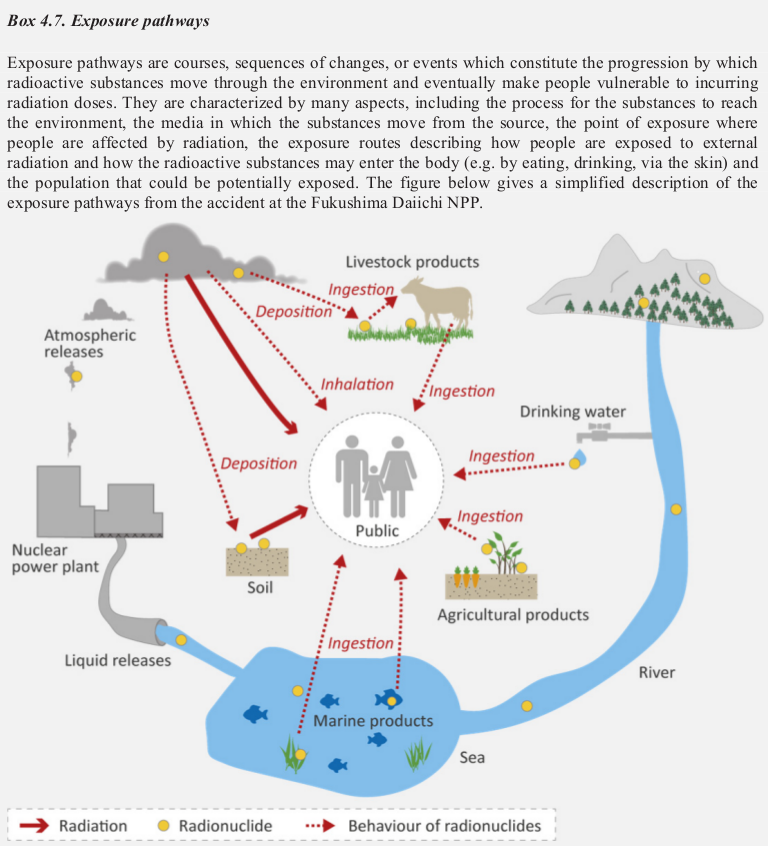 Box 4.7. Exposure pathways
Exposure pathways are courses, sequences of changes, or events which constitute the progression by which
radioactive substances move through the environment and eventually make people vulnerable to incurring
radiation doses. They are characterized by many aspects, including the process for the substances to reach
the environment, the media in which the substances move from the source, the point of exposure where
people are affected by radiation, the exposure routes describing how people are exposed to external
radiation and how the radioactive substances may enter the body (e.g. by eating, drinking, via the skin) and
the population that could be potentially exposed. The figure below gives a simplified description of the
exposure pathways from the accident at the Fukushima Daiichi NPP.
Livestock products
Ingestion
Deposition
Atmospheric
releases
Inhalation
Ingestion
Drinking water
Ingestion
Deposition
Ingestion
Public
Nuclear
power plant
Soil
Agricultural products
Ingestion
Liquid releases
River
Marine products
Sea
Radiation
Radionuclide
Behaviour of radionuclides